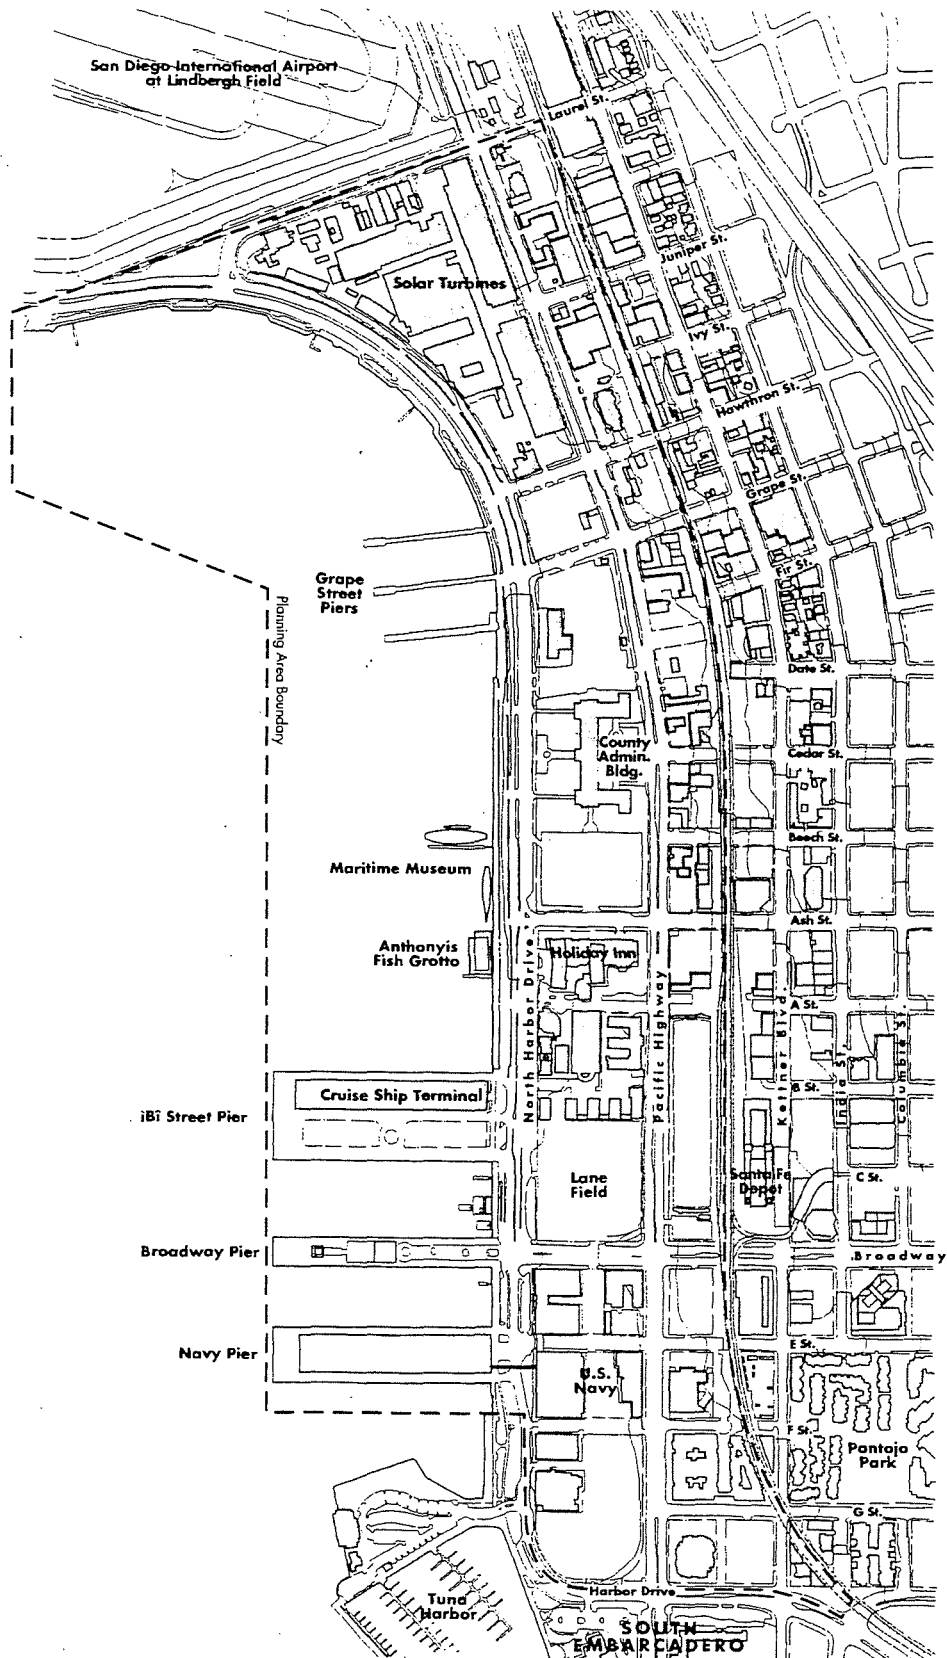 San Diego International Airport
at Lindbergh Field
Laurel St.
Juniper St.
Solar Turbines
Ivy St.
Hawthron St.
Grape St.
Fir St.
Grape
Street
Piers
Planning Area Boundary
Date St.
County
Admin.
Bldg.
Cedar St.
Beech St.
Maritime Museum
Ash St.
Anthonyis
Fish Grotto
Holiday Inn
North Harbor Drive
Pacific Highway
A St.
Kettner Blvd.
India St.
Columbia St.
B St.
Cruise Ship Terminal
iBî Street Pier
Lane
Field
Santa Fe
Depot
C St.
Broadway Pier
Broadway
Navy Pier
E St.
U.S.
Navy
F St.
Pantoja
Park
G St.
Harbor Drive
Tuna
Harbor
SOUTH
EMBARCADERO